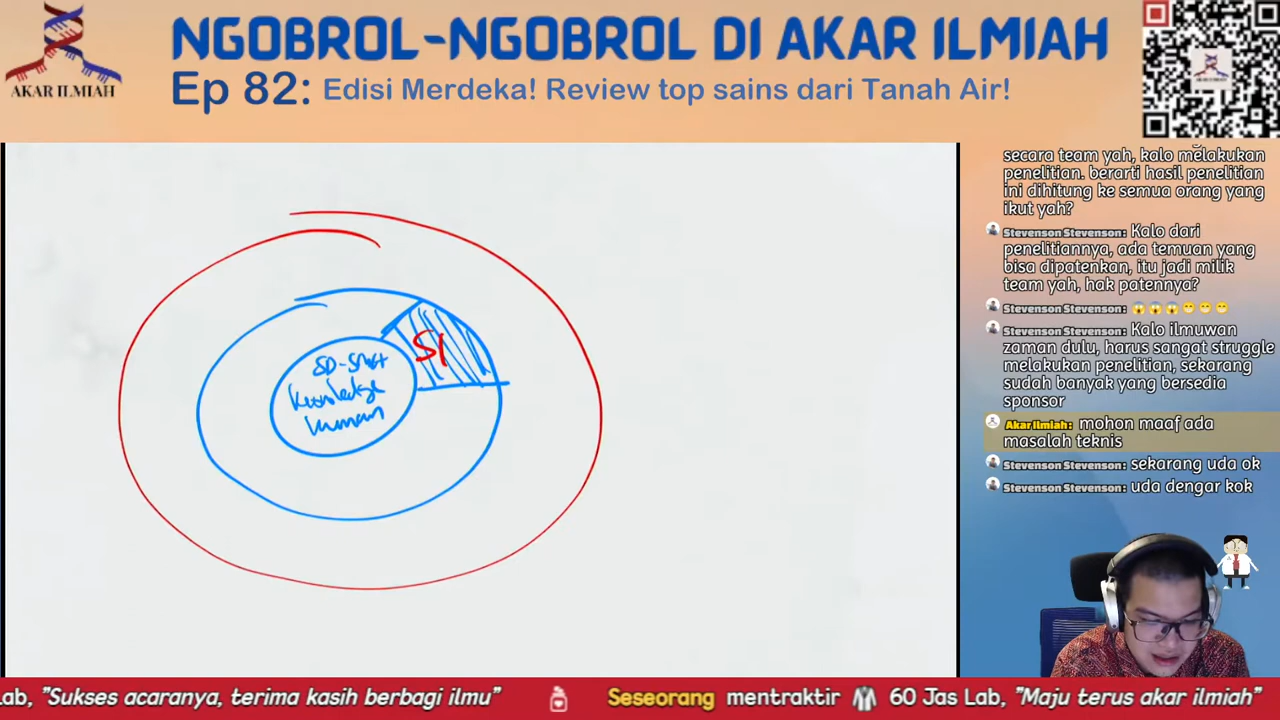 AKAR ILMIAH
NGOBROL-NGOBROL DI AKAR ILMIAH
Ep 82: Edisi Merdeka! Review top sains dari Tanah Air!
secara team yah, kalo melakukan
penelitian. berarti hasil penelitian
ini dihitung ke semua orang yang
ikut yah?
Stevenson Stevenson: Kalo dari
penelitiannya, ada temuan yang
bisa dipatenkan, itu jadi milik
team yah, hak patennya?
Stevenson Stevenson: 😱😱😱😁😁😁
Stevenson Stevenson: Kalo ilmuwan
zaman dulu, harus sangat struggle
melakukan penelitian, sekarang
sudah banyak yang bersedia
sponsor
Akar Ilmiah: mohon maaf ada
masalah teknis
Stevenson Stevenson: sekarang uda ok
Stevenson Stevenson: uda dengar kok
S1
knowledge
human
Lab, "Sukses acaranya, terima kasih berbagi ilmu"
Seseorang mentraktir 60 Jas Lab, "Maju terus akar ilmiah"